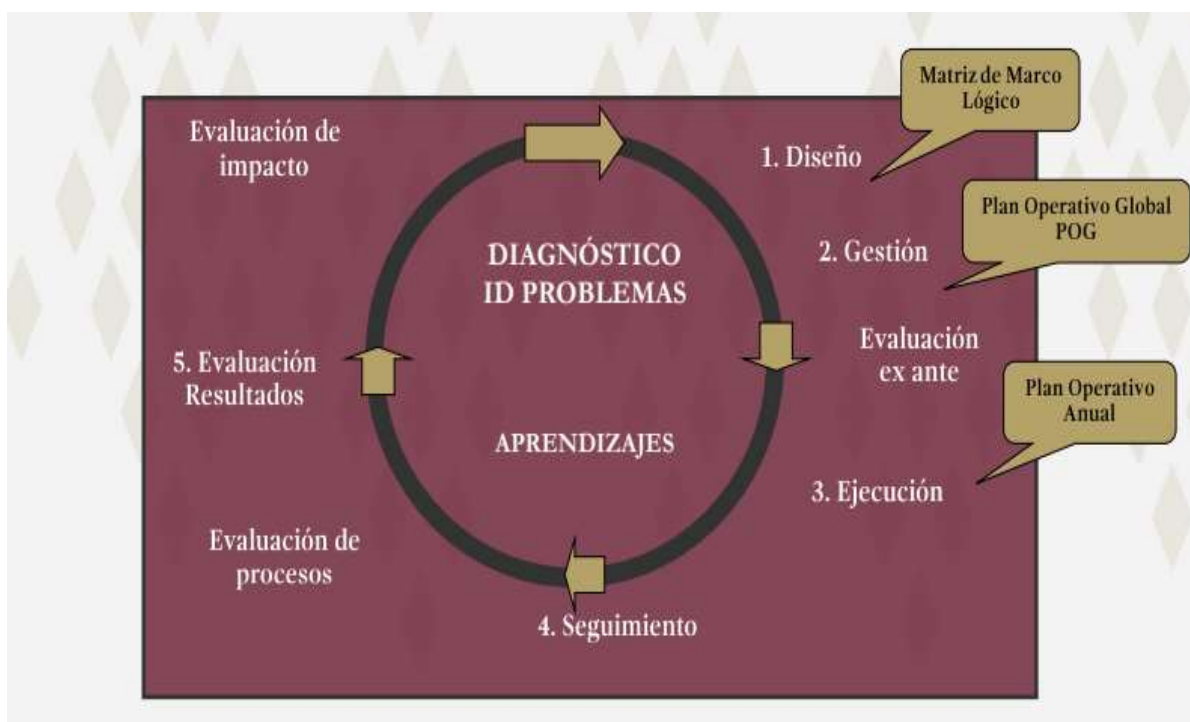 Matriz de Marco
Lógico
Evaluación de
impacto
1. Diseño
Plan Operativo Global
POG
DIAGNÓSTICO
ID PROBLEMAS
2. Gestión
Evaluación
ex ante
5. Evaluación
Resultados
Plan Operativo
Anual
APRENDIZAJES
3. Ejecución
Evaluación de
procesos
4. Seguimiento